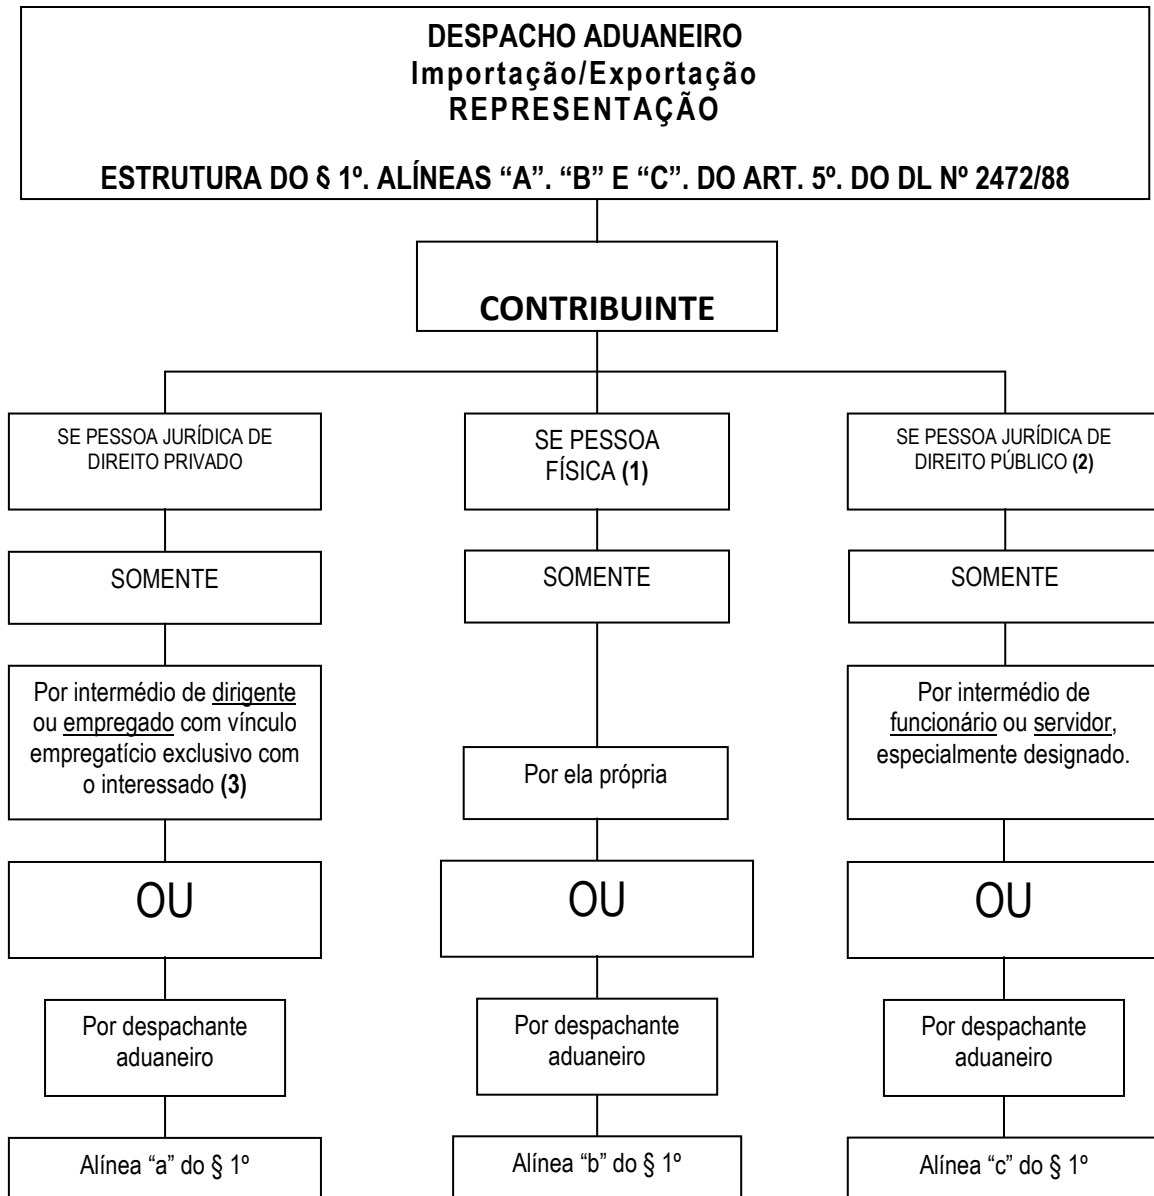 DESPACHO ADUANEIRO
Importação/Exportação
REPRESENTAÇÃO
ESTRUTURA DO § 1º. ALÍNEAS “A”. “B” E “C”. DO ART. 5º. DO DL Nº 2472/88
CONTRIBUINTE
SE PESSOA JURÍDICA DE
DIREITO PRIVADO
SOMENTE
Por intermédio de dirigente
ou empregado com vínculo
empregatício exclusivo com
o interessado (3)
OU
Por despachante
aduaneiro
Alínea “a” do § 1º
SE PESSOA
FÍSICA (1)
SOMENTE
Por ela própria
OU
Por despachante
aduaneiro
Alínea “b” do § 1º
SE PESSOA JURÍDICA DE
DIREITO PÚBLICO (2)
SOMENTE
Por intermédio de
funcionário ou servidor,
especialmente designado.
OU
Por despachante
aduaneiro
Alínea “c” do § 1º